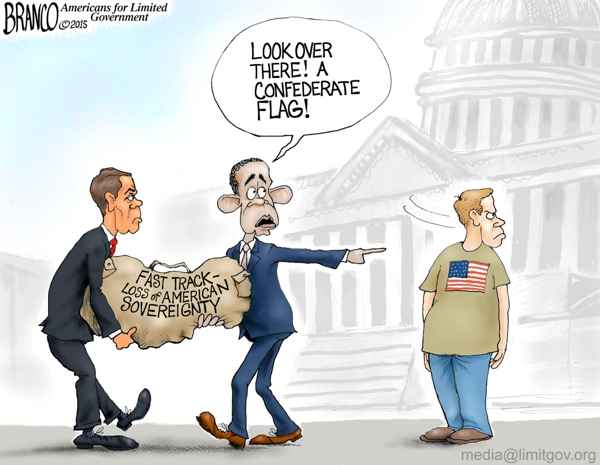 BRANCO
©2015
Americans for Limited
Government
LOOK OVER
THERE! A
CONFEDERATE
FLAG!
FAST TRACK-
LOSS OF AMERICAN
SOVEREIGNTY
media@limitgov.org